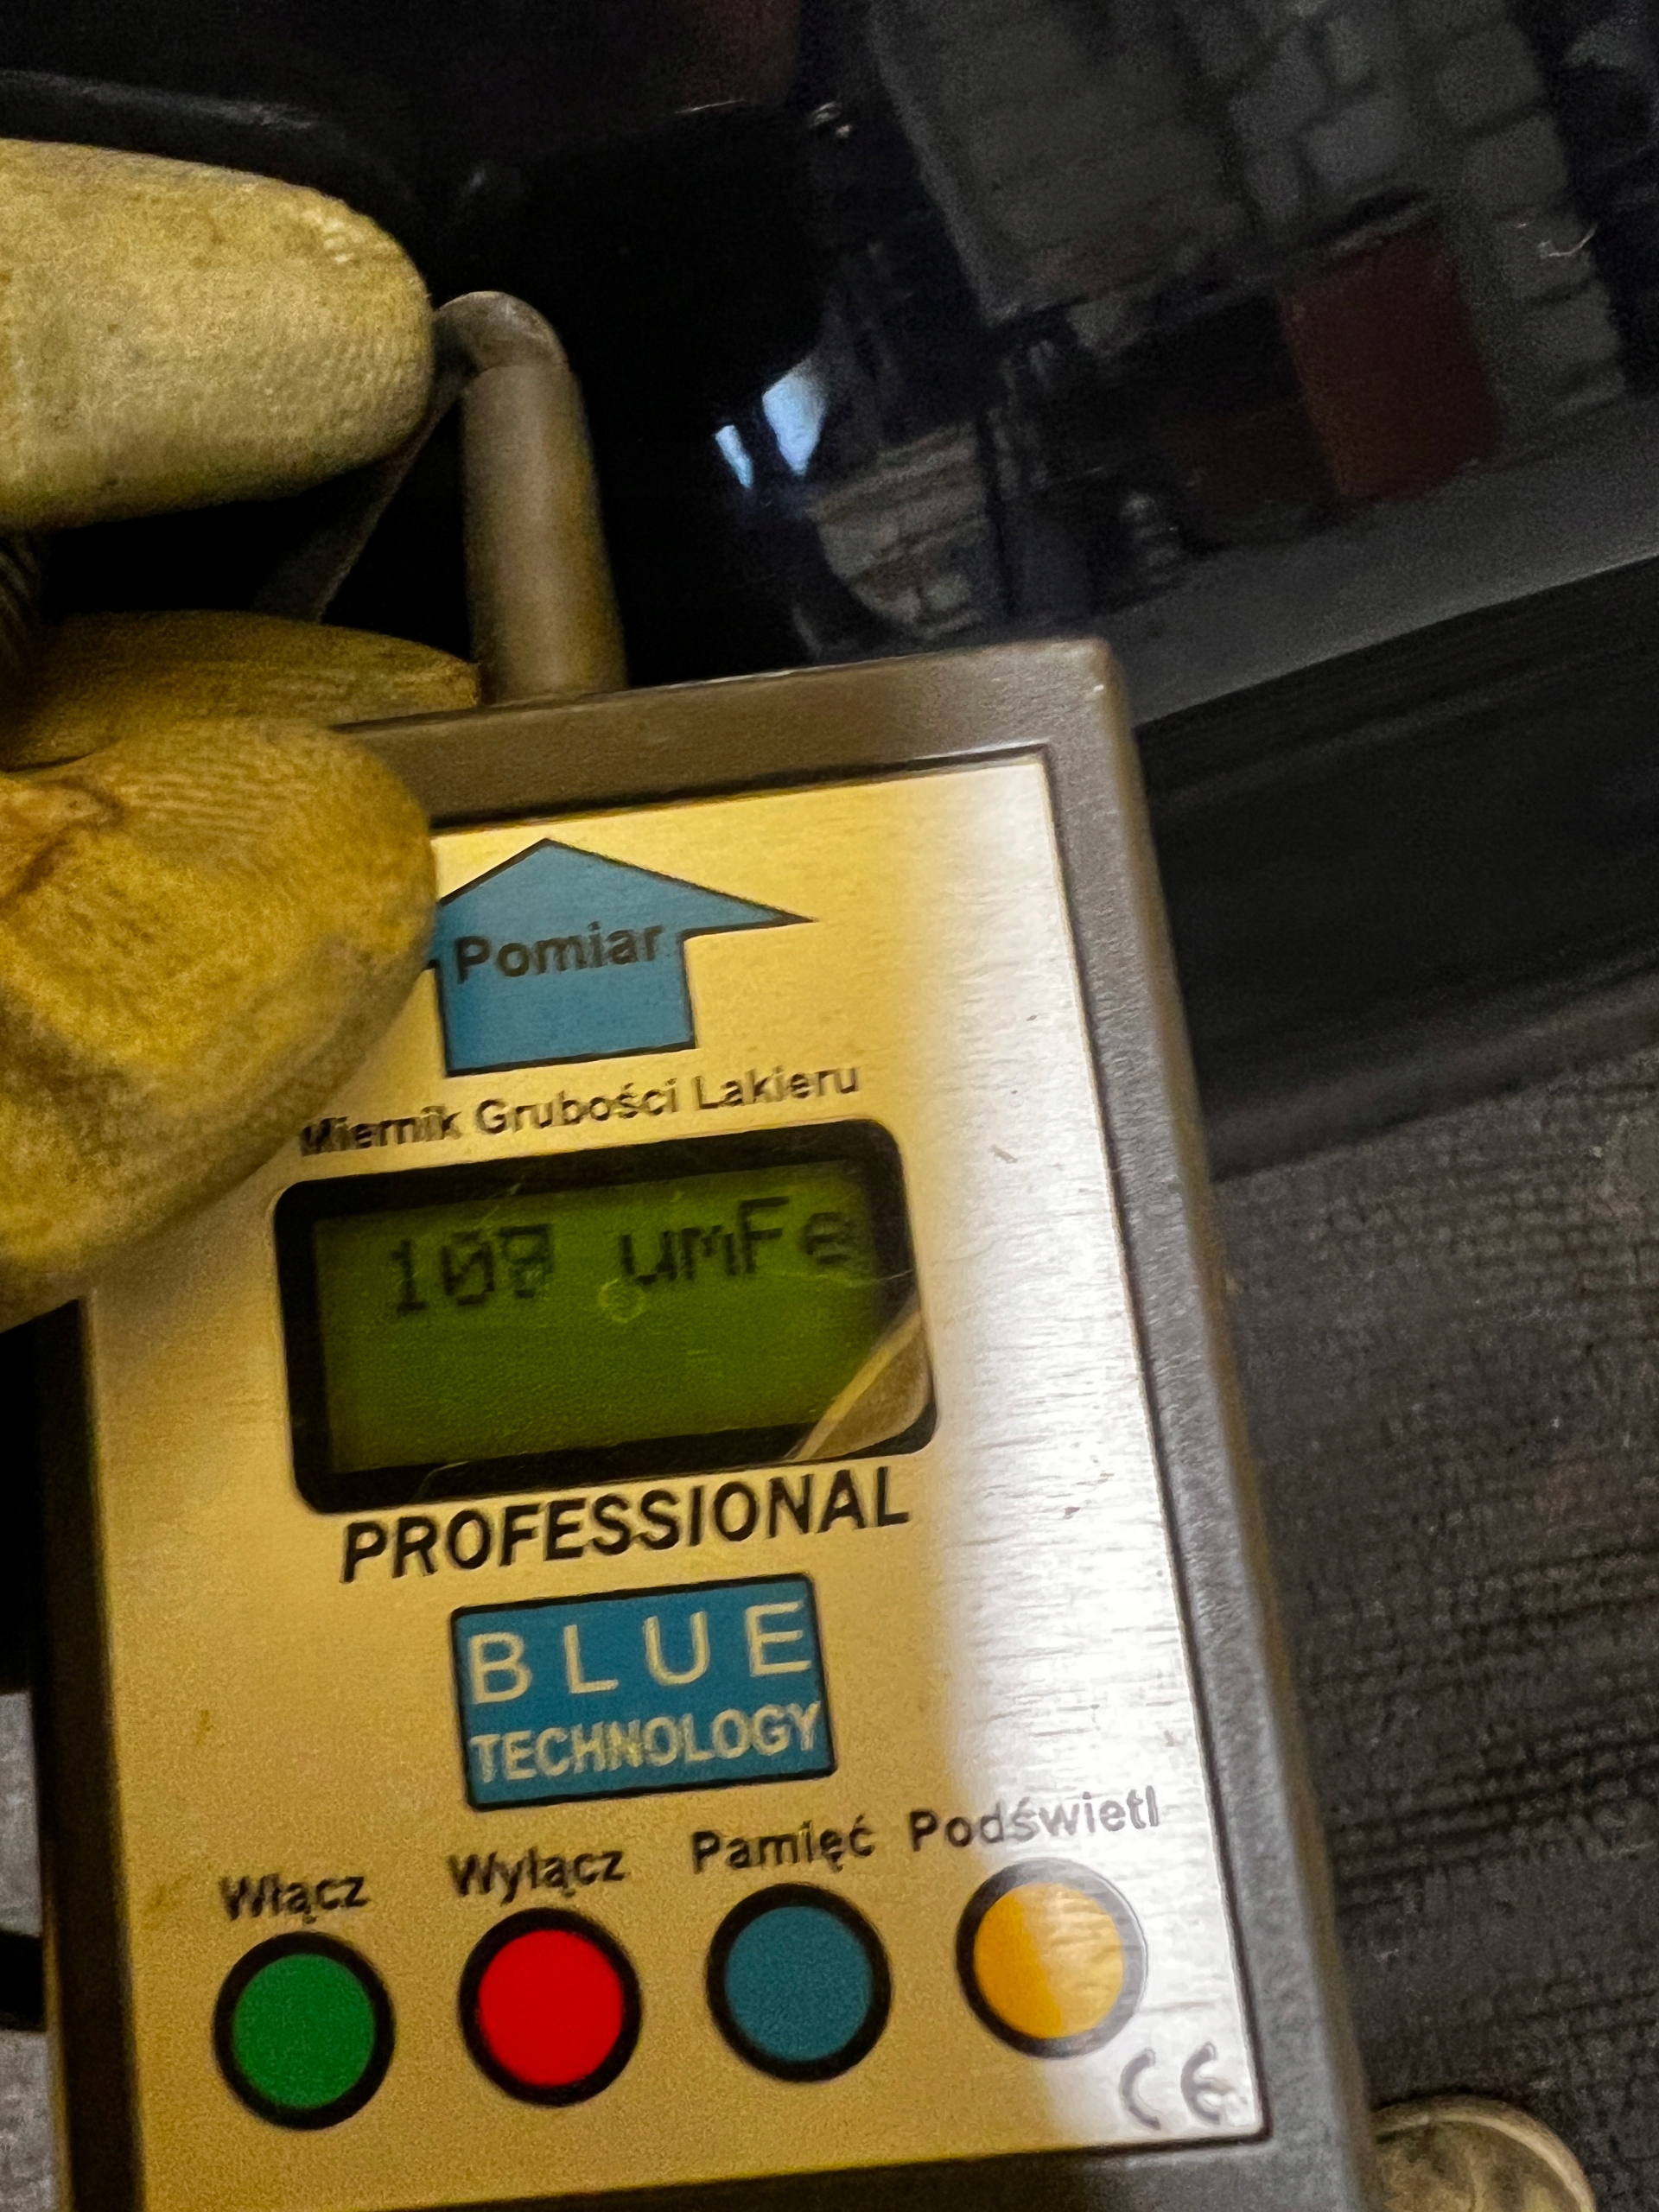 Pomiar
Miernik Grubości Lakieru
umFe
PROFESSIONAL
BLUE
TECHNOLOGY
Włącz Wyłącz Pamięć Podświetl
CE